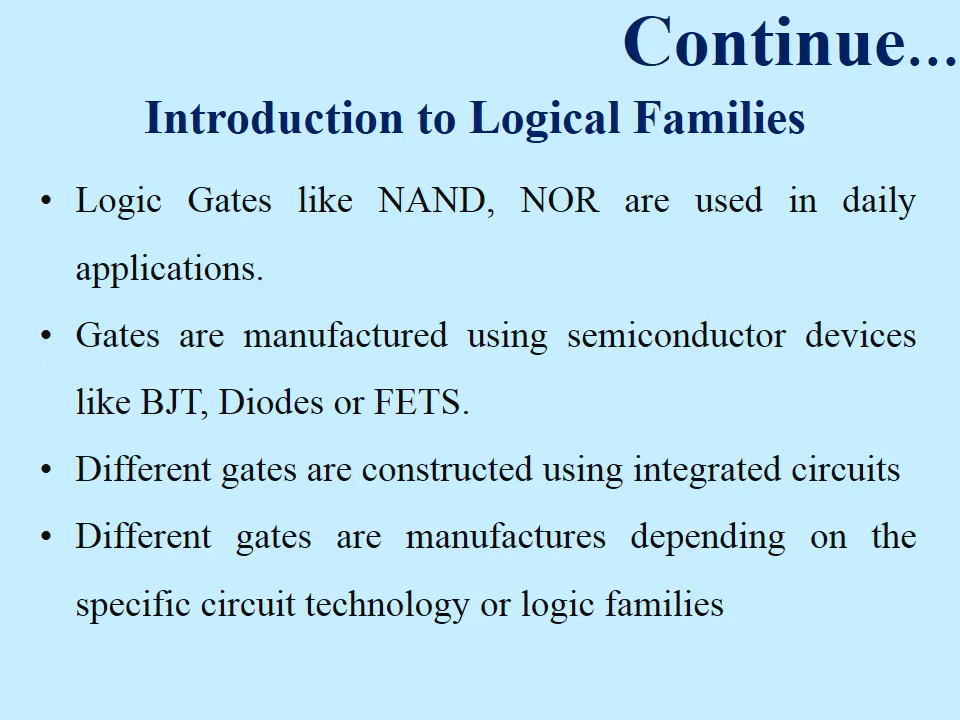 Continue...
Introduction to Logical Families
• Logic Gates like NAND, NOR are used in daily
applications.
• Gates are manufactured using semiconductor devices
like BJT, Diodes or FETS.
• Different gates are constructed using integrated circuits
• Different gates are manufactures depending on the
specific circuit technology or logic families